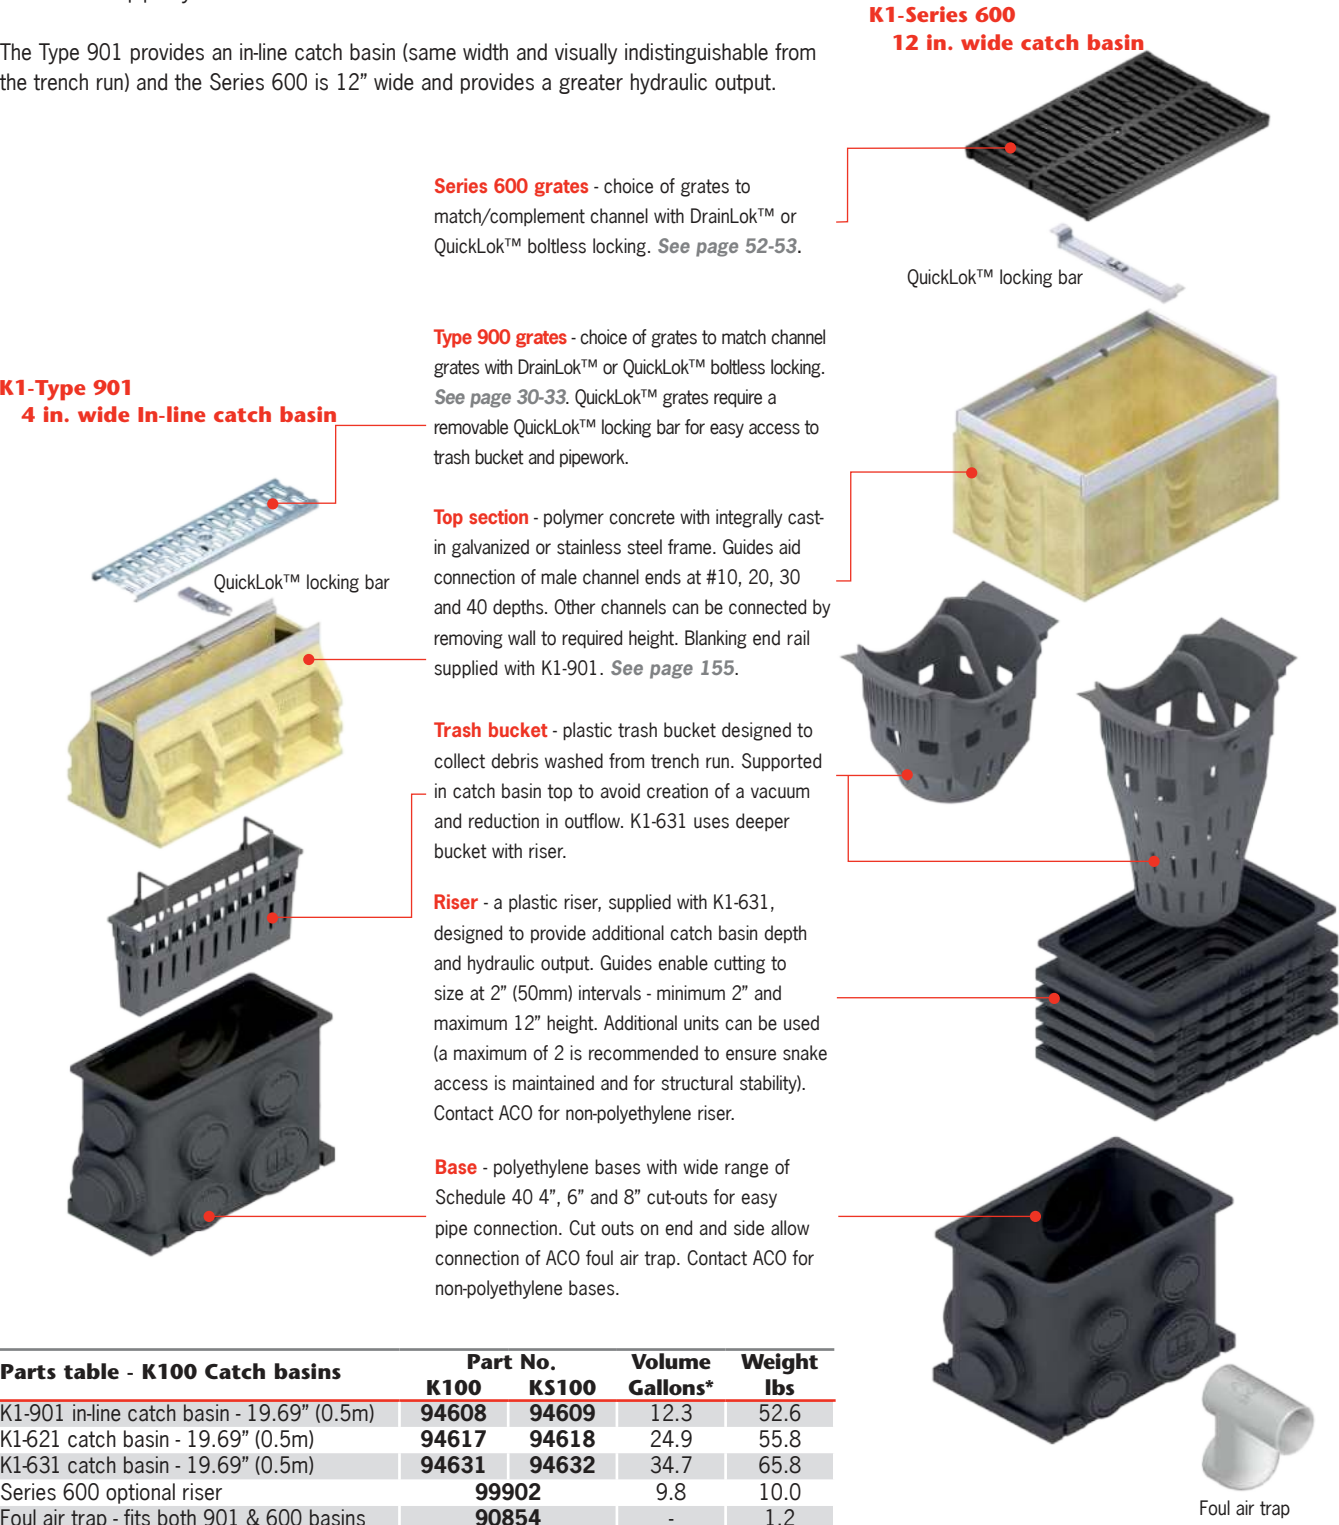 The Type 901 provides an in-line catch basin (same width and visually indistinguishable from
the trench run) and the Series 600 is 12” wide and provides a greater hydraulic output.
K1-Series 600
12 in. wide catch basin
Series 600 grates - choice of grates to
match/complement channel with DrainLok™ or
QuickLok™ boltless locking. See page 52-53.
QuickLok™ locking bar
Type 900 grates - choice of grates to match channel
grates with DrainLok™ or QuickLok™ boltless locking.
See page 30-33. QuickLok™ grates require a
removable QuickLok™ locking bar for easy access to
trash bucket and pipework.
K1-Type 901
4 in. wide In-line catch basin
QuickLok™ locking bar
Top section - polymer concrete with integrally cast-
in galvanized or stainless steel frame. Guides aid
connection of male channel ends at #10, 20, 30
and 40 depths. Other channels can be connected by
removing wall to required height. Blanking end rail
supplied with K1-901. See page 155.
Trash bucket - plastic trash bucket designed to
collect debris washed from trench run. Supported
in catch basin top to avoid creation of a vacuum
and reduction in outflow. K1-631 uses deeper
bucket with riser.
Riser - a plastic riser, supplied with K1-631,
designed to provide additional catch basin depth
and hydraulic output. Guides enable cutting to
size at 2” (50mm) intervals - minimum 2” and
maximum 12” height. Additional units can be used
(a maximum of 2 is recommended to ensure snake
access is maintained and for structural stability).
Contact ACO for non-polyethylene riser.
Base - polyethylene bases with wide range of
Schedule 40 4”, 6” and 8” cut-outs for easy
pipe connection. Cut outs on end and side allow
connection of ACO foul air trap. Contact ACO for
non-polyethylene bases.
Foul air trap
Parts table - K100 Catch basins Part No. Volume Weight
K100 KS100 Gallons* lbs
K1-901 in-line catch basin - 19.69” (0.5m) 94608 94609 12.3 52.6
K1-621 catch basin - 19.69” (0.5m) 94617 94618 24.9 55.8
K1-631 catch basin - 19.69” (0.5m) 94631 94632 34.7 65.8
Series 600 optional riser 99902 9.8 10.0
Foul air trap - fits both 901 & 600 basins 90854 - 1.2